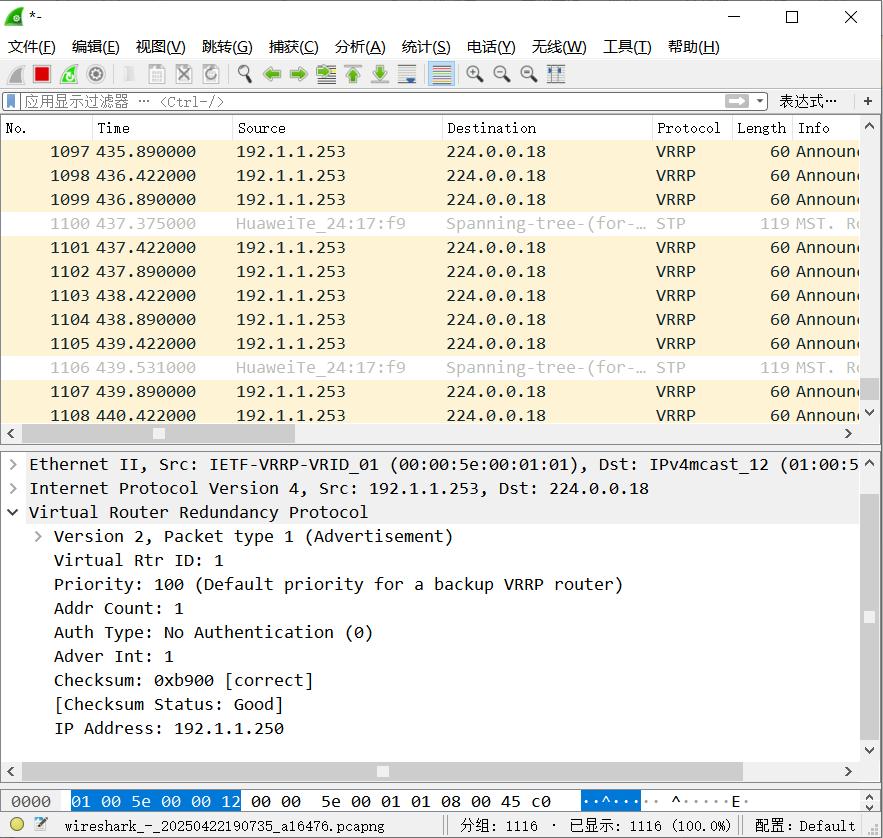 *-
文件(F) 编辑(E) 视图(V) 跳转(G) 捕获(C) 分析(A) 统计(S) 电话(Y) 无线(W) 工具(T) 帮助(H)
应用显示过滤器 … <Ctrl-/> 表达式… +
No. Time Source Destination Protocol Length Info
1097 435.890000 192.1.1.253 224.0.0.18 VRRP 60 Announ
1098 436.422000 192.1.1.253 224.0.0.18 VRRP 60 Announ
1099 436.890000 192.1.1.253 224.0.0.18 VRRP 60 Announ
1100 437.375000 HuaweiTe_24:17:f9 Spanning-tree-(for-… STP 119 MST. Ro
1101 437.422000 192.1.1.253 224.0.0.18 VRRP 60 Announ
1102 437.890000 192.1.1.253 224.0.0.18 VRRP 60 Announ
1103 438.422000 192.1.1.253 224.0.0.18 VRRP 60 Announ
1104 438.890000 192.1.1.253 224.0.0.18 VRRP 60 Announ
1105 439.422000 192.1.1.253 224.0.0.18 VRRP 60 Announ
1106 439.531000 HuaweiTe_24:17:f9 Spanning-tree-(for-… STP 119 MST. Ro
1107 439.890000 192.1.1.253 224.0.0.18 VRRP 60 Announ
1108 440.422000 192.1.1.253 224.0.0.18 VRRP 60 Announ
Ethernet II, Src: IETF-VRRP-VRID_01 (00:00:5e:00:01:01), Dst: IPv4mcast_12 (01:00:5
Internet Protocol Version 4, Src: 192.1.1.253, Dst: 224.0.0.18
Virtual Router Redundancy Protocol
Version 2, Packet type 1 (Advertisement)
Virtual Rtr ID: 1
Priority: 100 (Default priority for a backup VRRP router)
Addr Count: 1
Auth Type: No Authentication (0)
Adver Int: 1
Checksum: 0xb900 [correct]
[Checksum Status: Good]
IP Address: 192.1.1.250
0000 01 00 5e 00 00 12 00 00 5e 00 01 01 08 00 45 c0 ··^····· ^·····E·
wireshark_-_20250422190735_a16476.pcapng 分组: 1116 · 已显示: 1116 (100.0%) 配置: Default